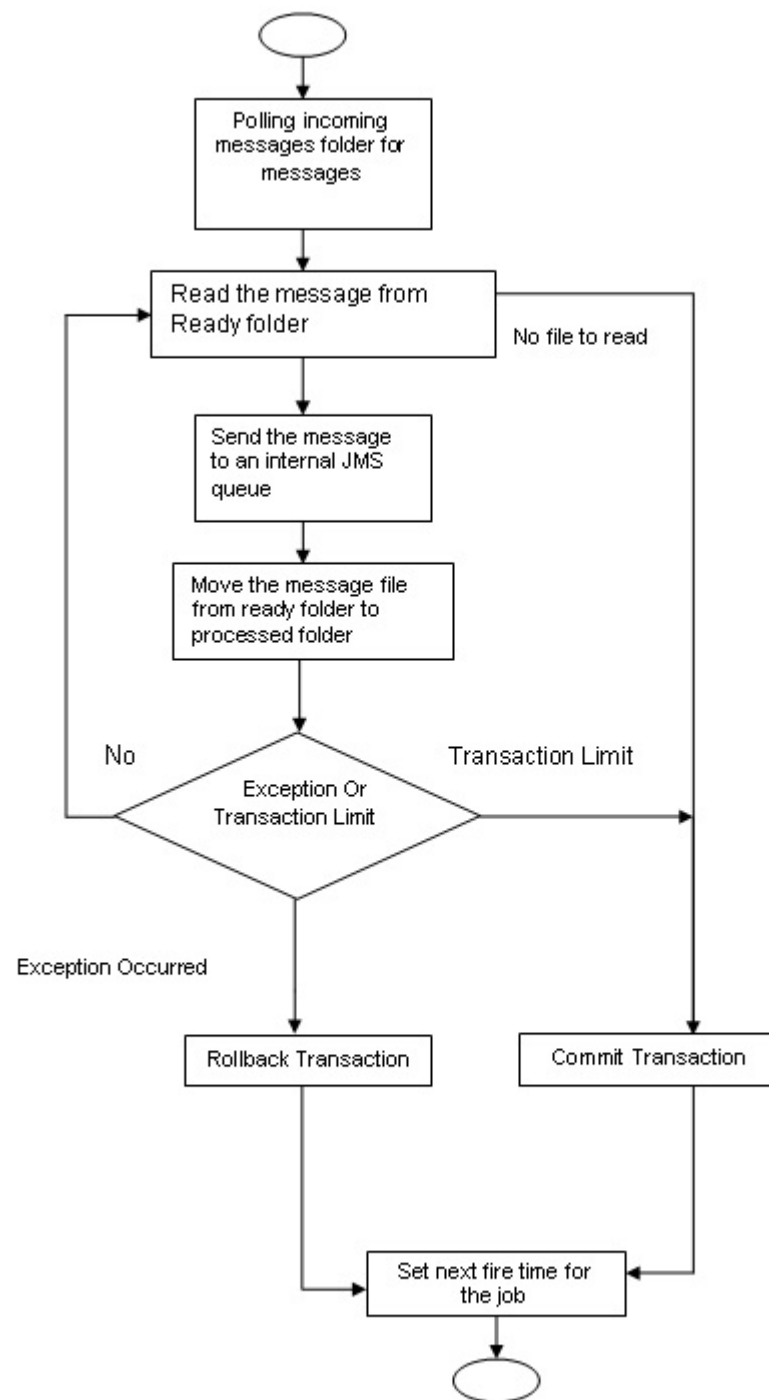 Polling incoming
messages folder for
messages
Read the message from
Ready folder
No file to read
Send the message
to an internal JMS
queue
Move the message file
from ready folder to
processed folder
No
Transaction Limit
Exception Or
Transaction Limit
Exception Occurred
Rollback Transaction
Commit Transaction
Set next fire time for
the job